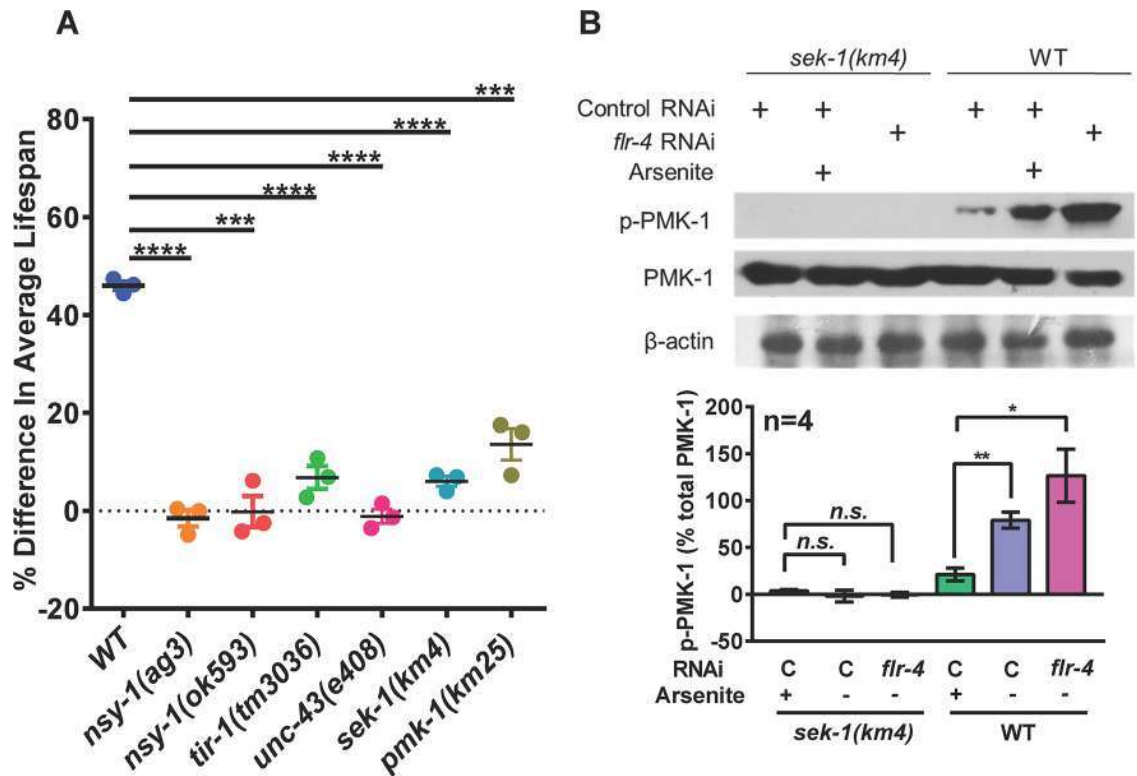 A
% Difference In Average Lifespan
80
60
40
20
0
-20
***
****
****
****
***
****
WT
nsy-1(ag3)
nsy-1(ok593)
tir-1(tm3036)
unc-43(e408)
sek-1(km4)
pmk-1(km25)
B
sek-1(km4) WT
Control RNAi + + + +
flr-4 RNAi + +
Arsenite + +
p-PMK-1
PMK-1
β-actin
p-PMK-1 (% total PMK-1)
200
150
100
50
0
-50
n=4
*
**
n.s.
n.s.
RNAi C C flr-4 C C flr-4
Arsenite + - - + - -
sek-1(km4) WT